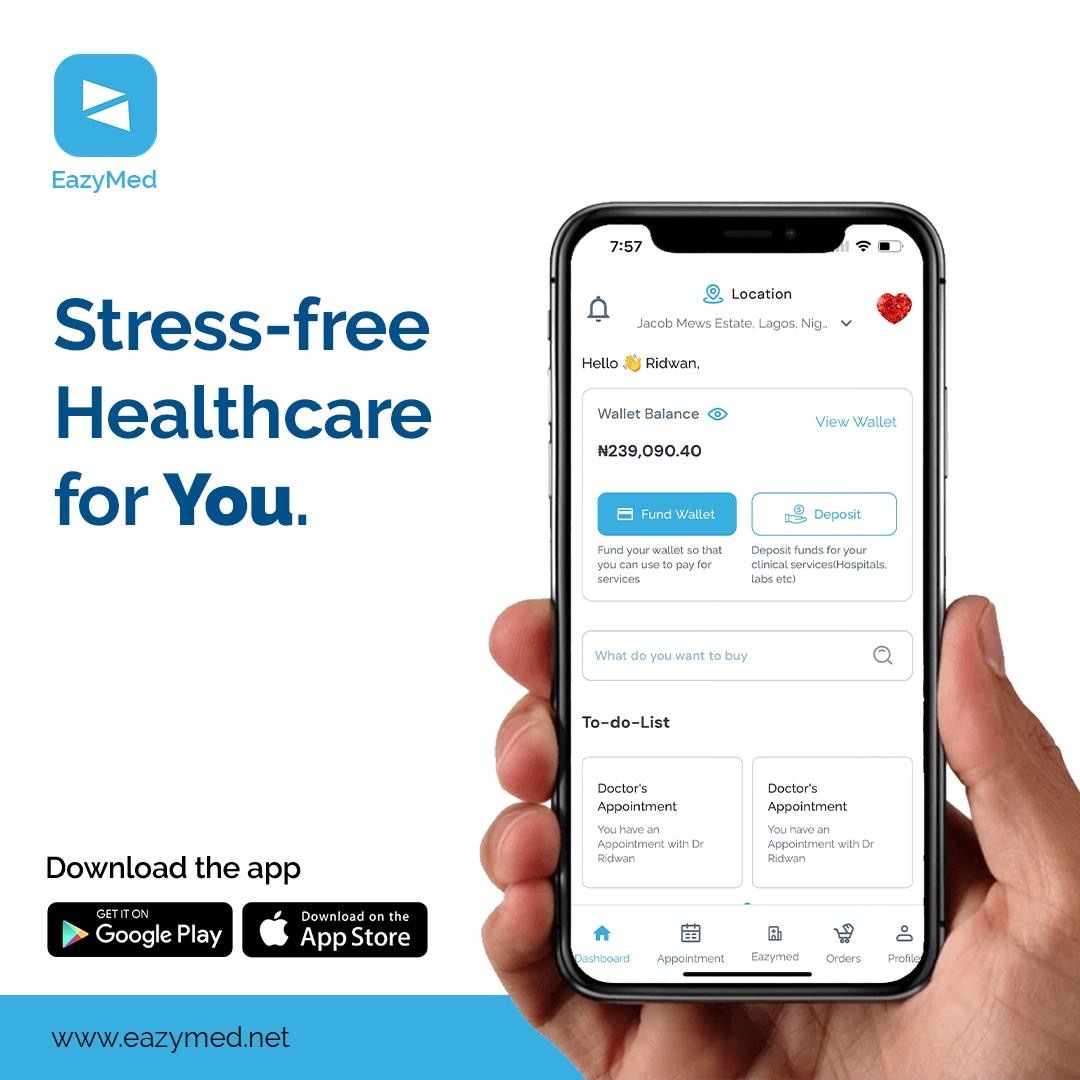 EazyMed
Stress-free
Healthcare
for You.
7:57
Location
Jacob Mews Estate, Lagos, Nig..
Hello 👋 Ridwan,
Wallet Balance
View Wallet
₦239,090.40
Fund Wallet
Deposit
Fund your wallet so that
you can use to pay for
services
Deposit funds for your
clinical services(Hospitals,
labs etc)
What do you want to buy
To-do-List
Doctor's
Appointment
You have an
Appointment with Dr
Ridwan
Doctor's
Appointment
You have an
Appointment with Dr
Ridwan
Dashboard
Appointment
Eazymed
Orders
Profile
Download the app
GET IT ON
Google Play
Download on the
App Store
www.eazymed.net